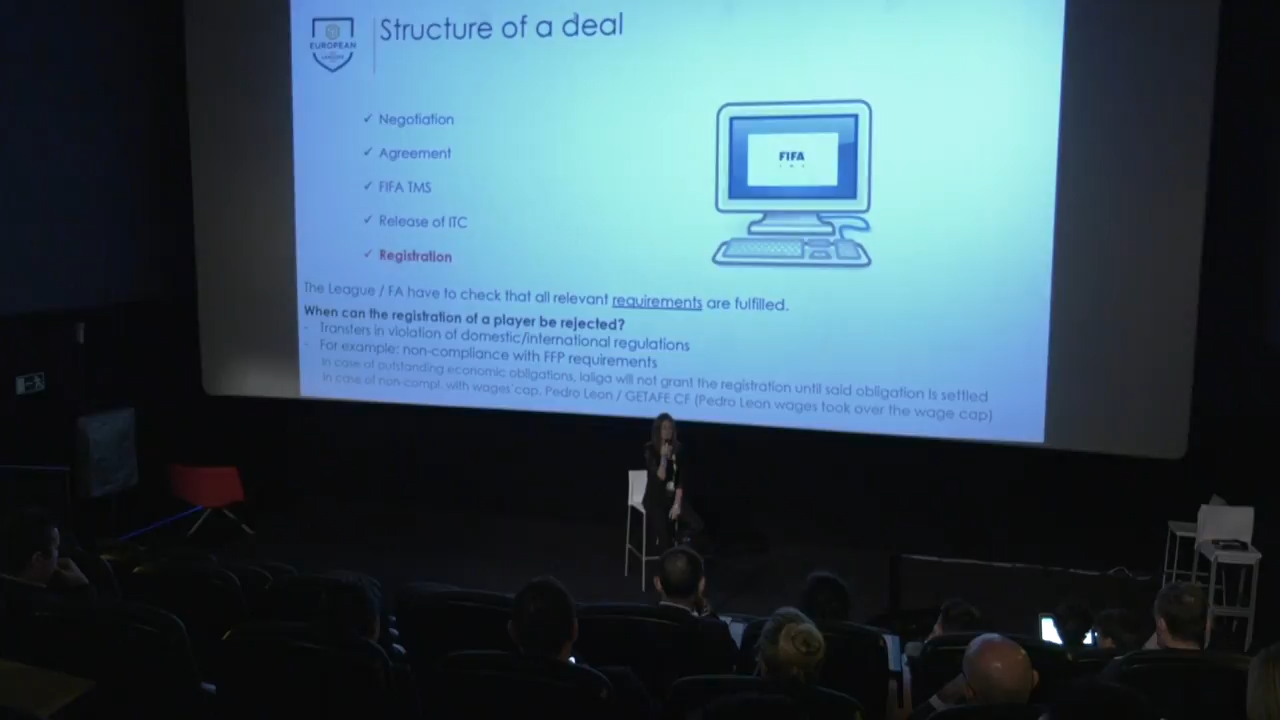 Structure of a deal
EUROPEAN
LEAGUES
✓ Negotiation
✓ Agreement
✓ FIFA TMS
✓ Release of ITC
✓ Registration
FIFA
The League / FA have to check that all relevant requirements are fulfilled.
When can the registration of a player be rejected?
- Transfers in violation of domestic/international regulations
- For example: non-compliance with FFP requirements
In case of outstanding economic obligations, laliga will not grant the registration until said obligation is settled
In case of non-compl. with wages' cap. Pedro Leon / GETAFE CF (Pedro Leon wages took over the wage cap)